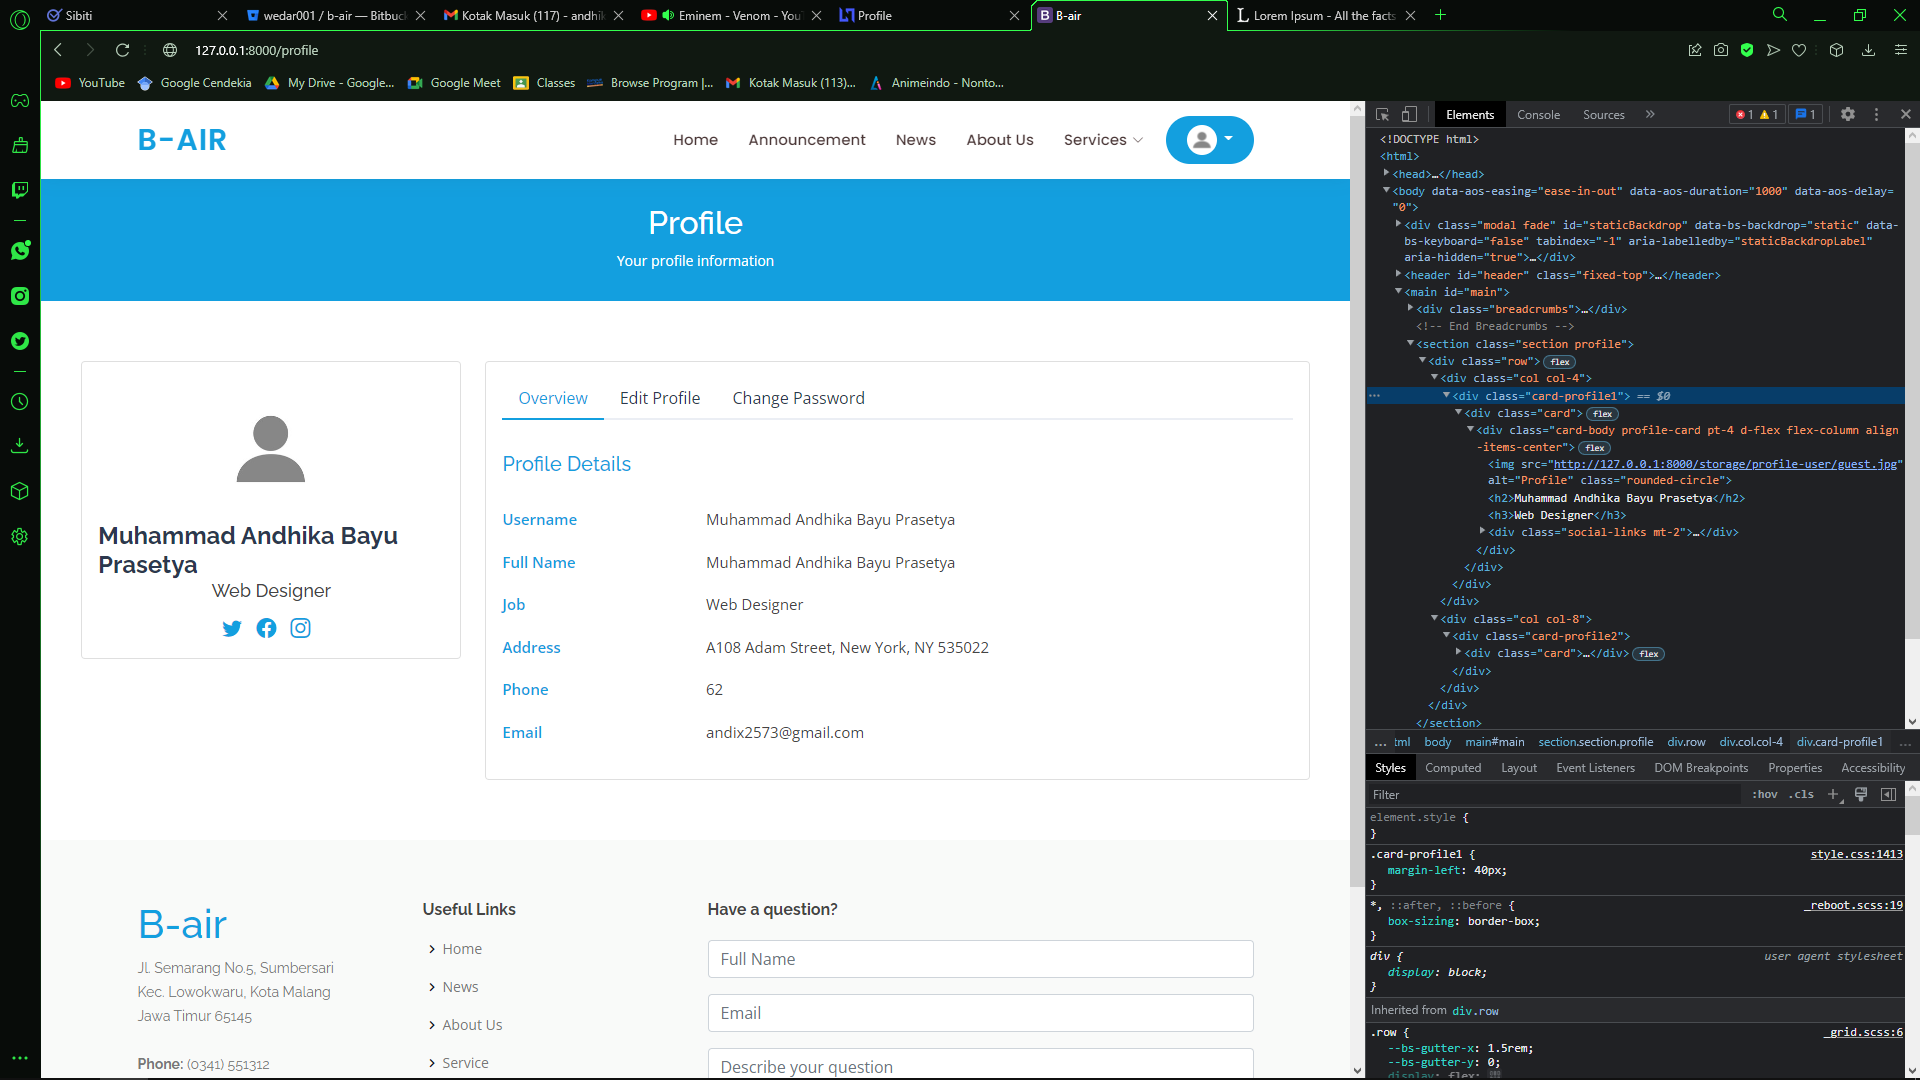 Sibiti
wedar001 / b-air — Bitbuc
Kotak Masuk (117) - andhik
Eminem - Venom - You
Profile
B-air
Lorem Ipsum - All the facts
127.0.0.1:8000/profile
YouTube
Google Cendekia
My Drive - Google...
Google Meet
Classes
Browse Program |...
Kotak Masuk (113)...
Animeindo - Nonto...
B-AIR
Home
Announcement
News
About Us
Services
Profile
Your profile information
Muhammad Andhika Bayu
Prasetya
Web Designer
Overview
Edit Profile
Change Password
Profile Details
Username Muhammad Andhika Bayu Prasetya
Full Name Muhammad Andhika Bayu Prasetya
Job Web Designer
Address A108 Adam Street, New York, NY 535022
Phone 62
Email andix2573@gmail.com
B-air
Jl. Semarang No.5, Sumbersari
Kec. Lowokwaru, Kota Malang
Jawa Timur 65145
Phone: (0341) 551312
Useful Links
Home
News
About Us
Service
Have a question?
Full Name
Email
Describe your question
Elements
Console
Sources
1 1
1
<!DOCTYPE html>
<html>
<head>…</head>
<body data-aos-easing="ease-in-out" data-aos-duration="1000" data-aos-delay=
"0">
<div class="modal fade" id="staticBackdrop" data-bs-backdrop="static" data-
bs-keyboard="false" tabindex="-1" aria-labelledby="staticBackdropLabel"
aria-hidden="true">…</div>
<header id="header" class="fixed-top">…</header>
<main id="main">
<div class="breadcrumbs">…</div>
<!-- End Breadcrumbs -->
<section class="section profile">
<div class="row"> flex
<div class="col col-4">
<div class="card-profile1"> == $0
<div class="card"> flex
<div class="card-body profile-card pt-4 d-flex flex-column align
-items-center"> flex
<img src="http://127.0.0.1:8000/storage/profile-user/guest.jpg"
alt="Profile" class="rounded-circle">
<h2>Muhammad Andhika Bayu Prasetya</h2>
<h3>Web Designer</h3>
<div class="social-links mt-2">…</div>
</div>
</div>
</div>
</div>
<div class="col col-8">
<div class="card-profile2">
<div class="card">…</div> flex
</div>
</div>
</div>
</section>
... tml body main#main section.section.profile div.row div.col.col-4 div.card-profile1 ...
Styles Computed Layout Event Listeners DOM Breakpoints Properties Accessibility
Filter :hov .cls
element.style {
}
.card-profile1 { style.css:1413
margin-left: 40px;
}
*, ::after, ::before { _reboot.scss:19
box-sizing: border-box;
}
div { user agent stylesheet
display: block;
}
Inherited from div.row
.row { _grid.scss:6
--bs-gutter-x: 1.5rem;
--bs-gutter-y: 0;
display: flex;